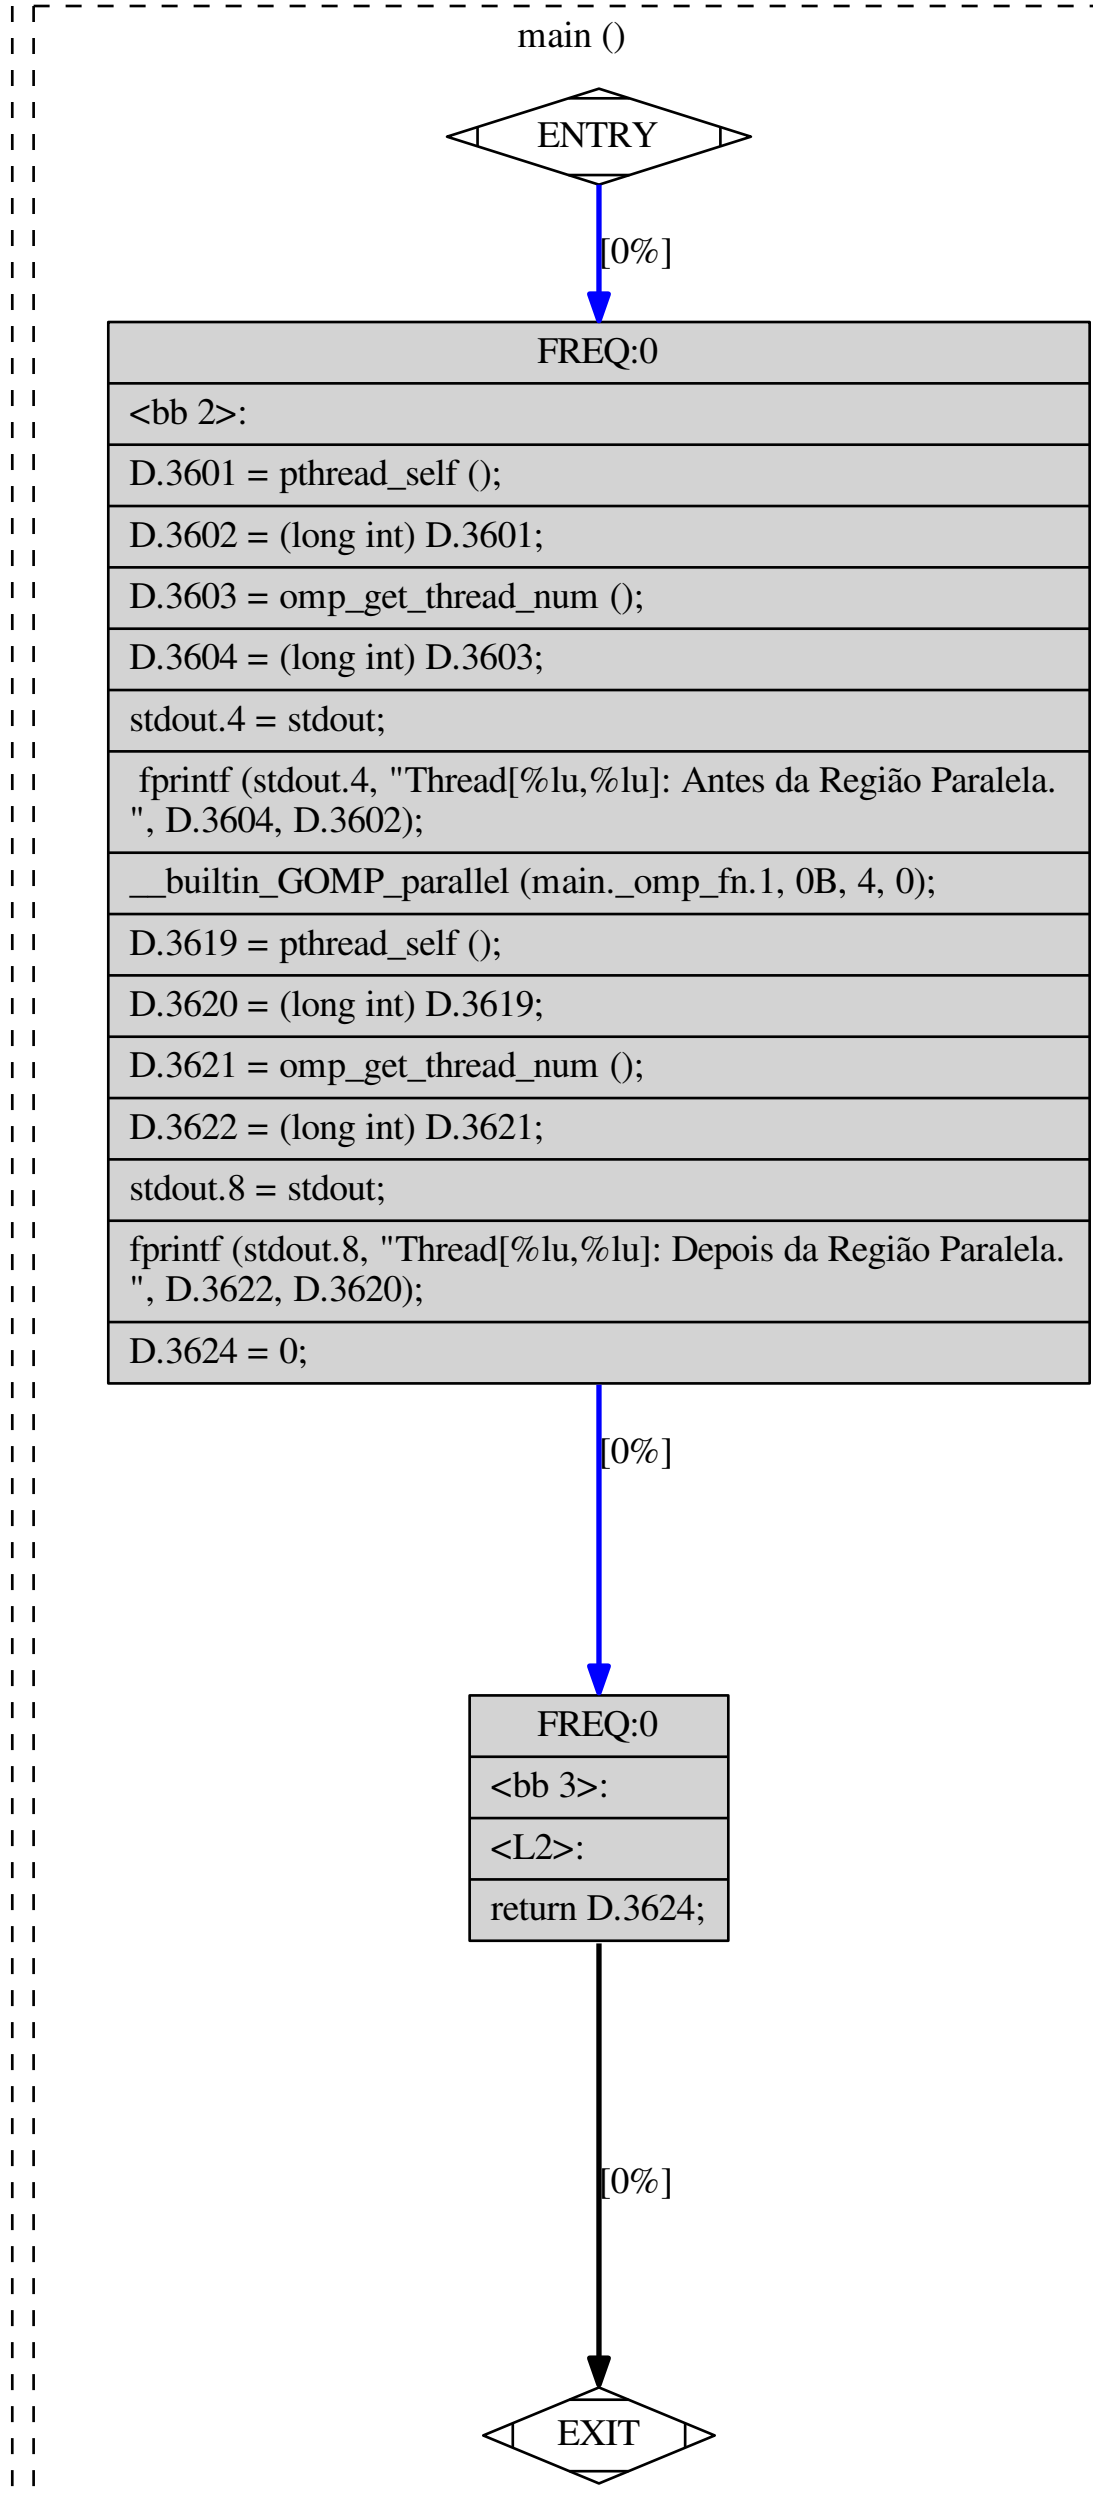 main ()
ENTRY
[0%]
FREQ:0
<bb 2>:
D.3601 = pthread_self ();
D.3602 = (long int) D.3601;
D.3603 = omp_get_thread_num ();
D.3604 = (long int) D.3603;
stdout.4 = stdout;
fprintf (stdout.4, "Thread[%lu,%lu]: Antes da Região Paralela.
", D.3604, D.3602);
__builtin_GOMP_parallel (main._omp_fn.1, 0B, 4, 0);
D.3619 = pthread_self ();
D.3620 = (long int) D.3619;
D.3621 = omp_get_thread_num ();
D.3622 = (long int) D.3621;
stdout.8 = stdout;
fprintf (stdout.8, "Thread[%lu,%lu]: Depois da Região Paralela.
", D.3622, D.3620);
D.3624 = 0;
[0%]
FREQ:0
<bb 3>:
<L2>:
return D.3624;
[0%]
EXIT